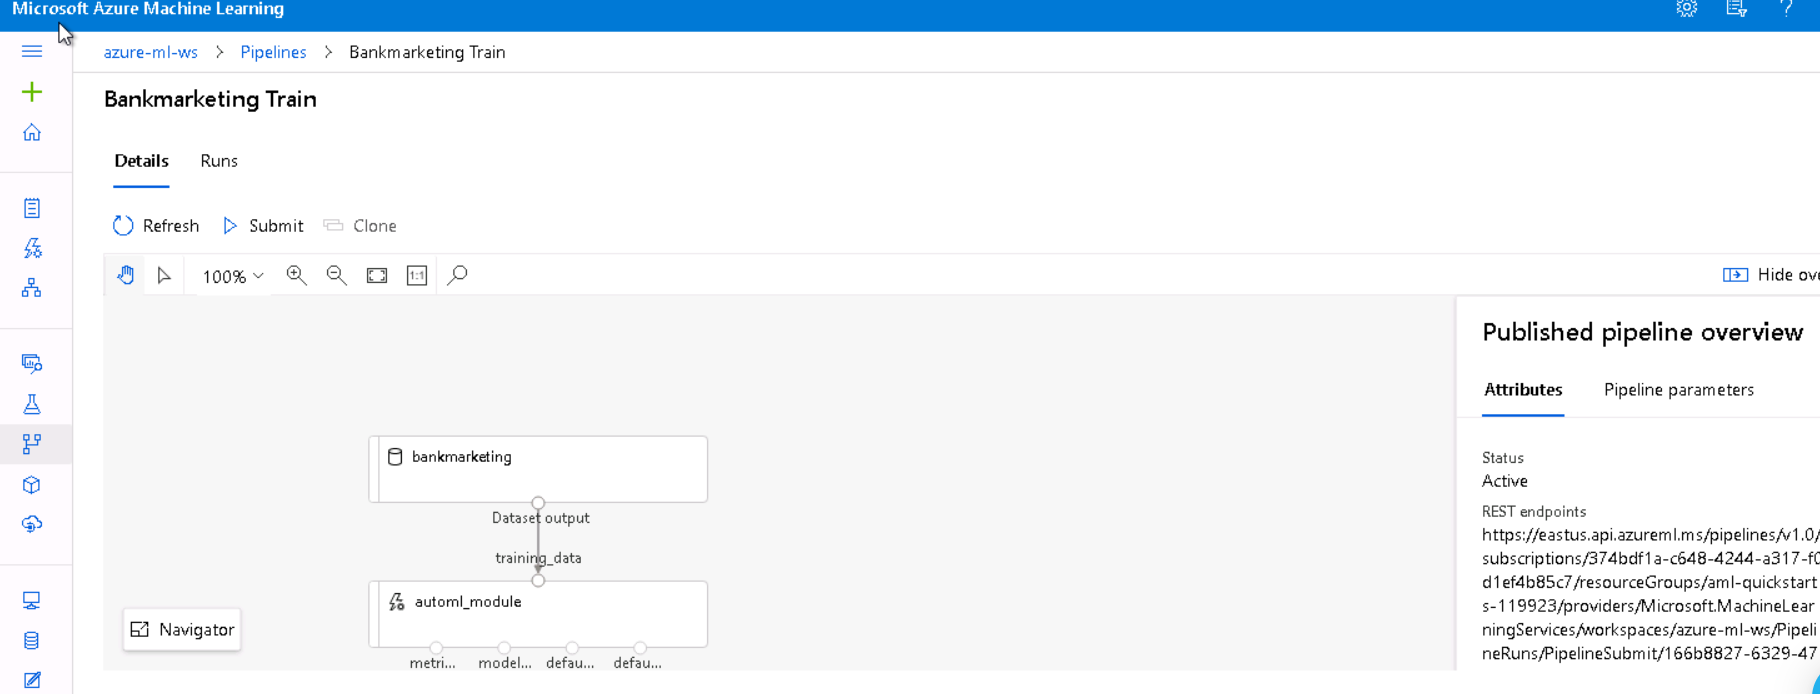 Microsoft Azure Machine Learning
azure-ml-ws > Pipelines > Bankmarketing Train
Bankmarketing Train
Details Runs
Refresh Submit Clone
100% 1:1
Hide ove
Published pipeline overview
Attributes Pipeline parameters
Status
Active
REST endpoints
https://eastus.api.azureml.ms/pipelines/v1.0/
subscriptions/374bdf1a-c648-4244-a317-f0
d1ef4b85c7/resourceGroups/aml-quickstart
s-119923/providers/Microsoft.MachineLear
ningServices/workspaces/azure-ml-ws/Pipeli
neRuns/PipelineSubmit/166b8827-6329-47
bankmarketing
Dataset output
training_data
automl_module
metri... model... defau... defau...
Navigator